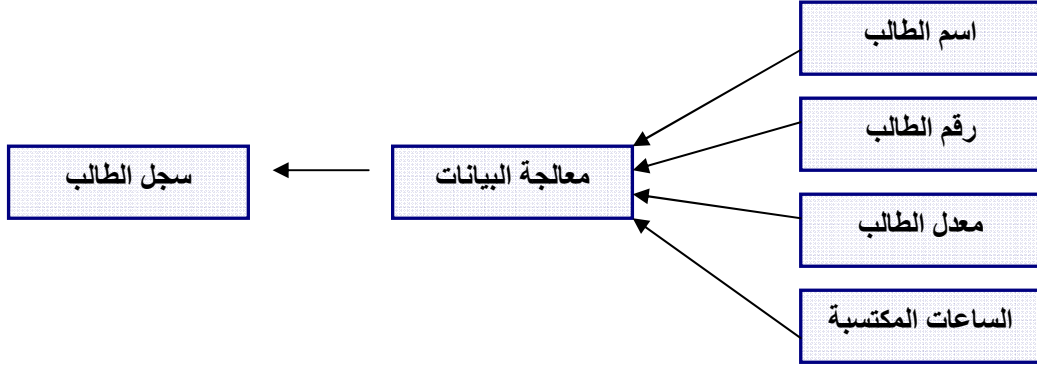 اسم الطالب
رقم الطالب
معدل الطالب
الساعات المكتسبة
معالجة البيانات
سجل الطالب